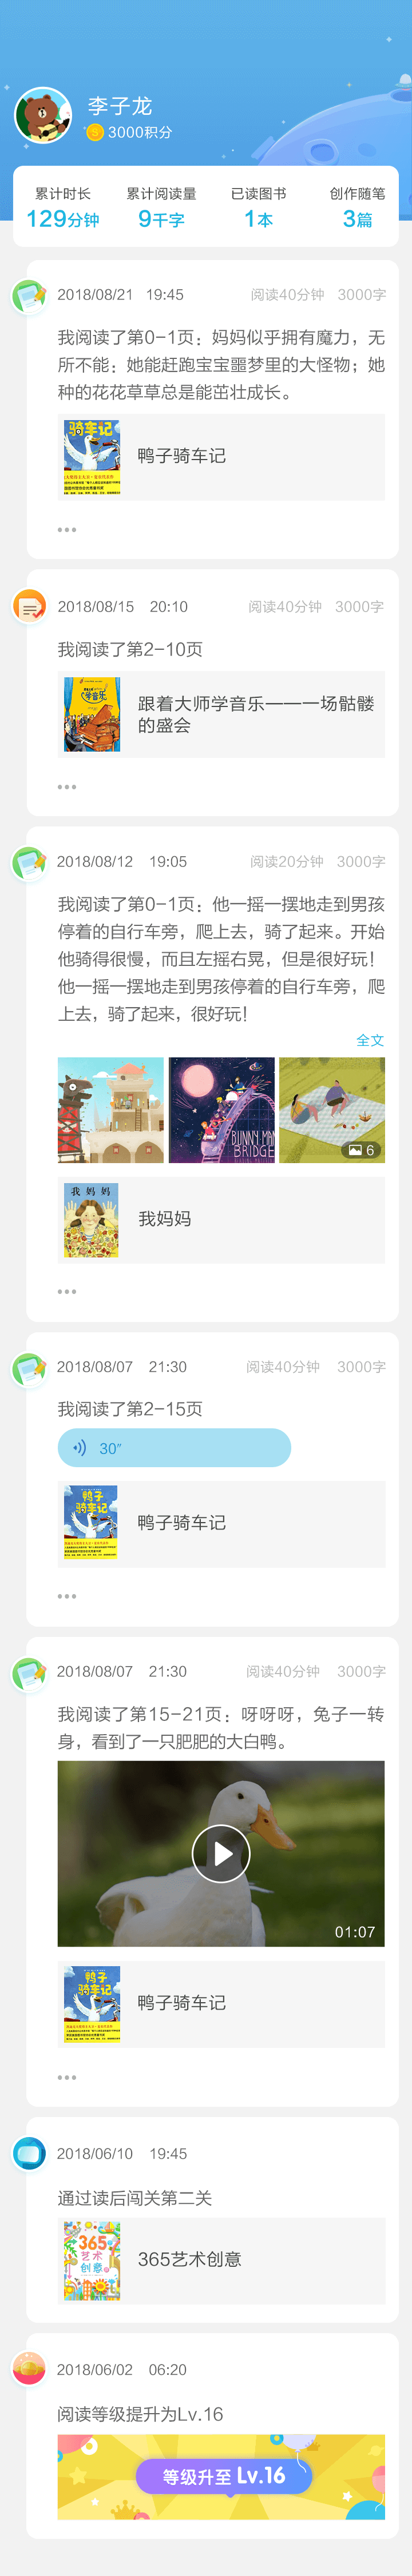 李子龙
3000积分
累计时长 累计阅读量 已读图书 创作随笔
129分钟 9千字 1本 3篇
2018/08/21 19:45 阅读40分钟 3000字
我阅读了第0-1页：妈妈似乎拥有魔力，无
所不能：她能赶跑宝宝噩梦里的大怪物；她
种的花花草草总是能茁壮成长。
骑车记
鸭子骑车记
2018/08/15 20:10 阅读40分钟 3000字
我阅读了第2-10页
学音乐
跟着大师学音乐——一场骷髅
的盛会
2018/08/12 19:05 阅读20分钟 3000字
我阅读了第0-1页：他一摇一摆地走到男孩
停着的自行车旁，爬上去，骑了起来。开始
他骑得很慢，而且左摇右晃，但是很好玩！
他一摇一摆地走到男孩停着的自行车旁，爬
上去，骑了起来，很好玩！
全文
BUNNY MAN
BRIDGE
6
我妈妈
我妈妈
2018/08/07 21:30 阅读40分钟 3000字
我阅读了第2-15页
30″
鸭子
骑车记
鸭子骑车记
2018/08/07 21:30 阅读40分钟 3000字
我阅读了第15-21页：呀呀呀，兔子一转
身，看到了一只肥肥的大白鸭。
01:07
鸭子
骑车记
鸭子骑车记
2018/06/10 19:45
通过读后闯关第二关
365
艺术
创意
365艺术创意
2018/06/02 06:20
阅读等级提升为Lv.16
等级升至 Lv.16